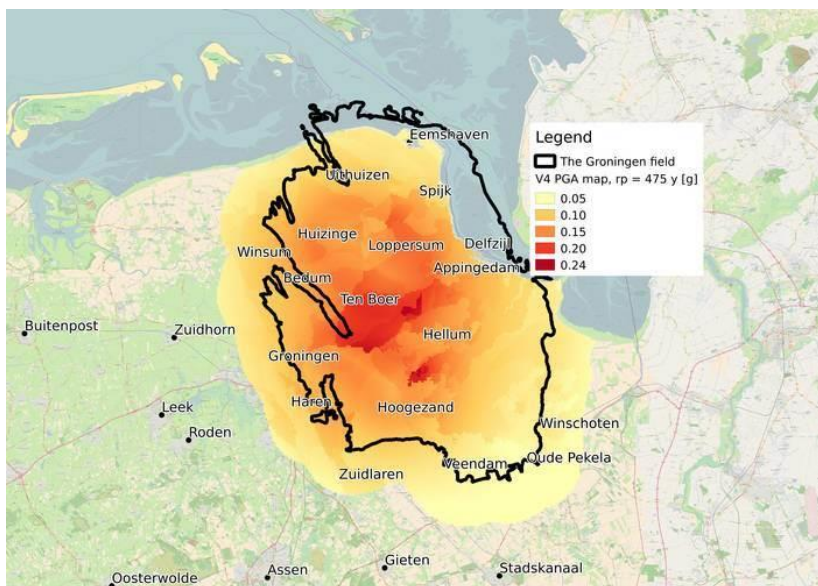 Eemshaven
Legend
The Groningen field
V4 PGA map, rp = 475 y [g]
0.05
0.10
0.15
0.20
0.24
Uithuizen
Spijk
Huizinge
Loppersum
Delfzijl
Winsum
Appingedam
Bedum
Ten Boer
Buitenpost
Zuidhorn
Hellum
Groningen
Leek
Haren
Hoogezand
Roden
Winschoten
Zuidlaren
Veendam
Oude Pekela
Gieten
Assen
Stadskanaal
Oosterwolde